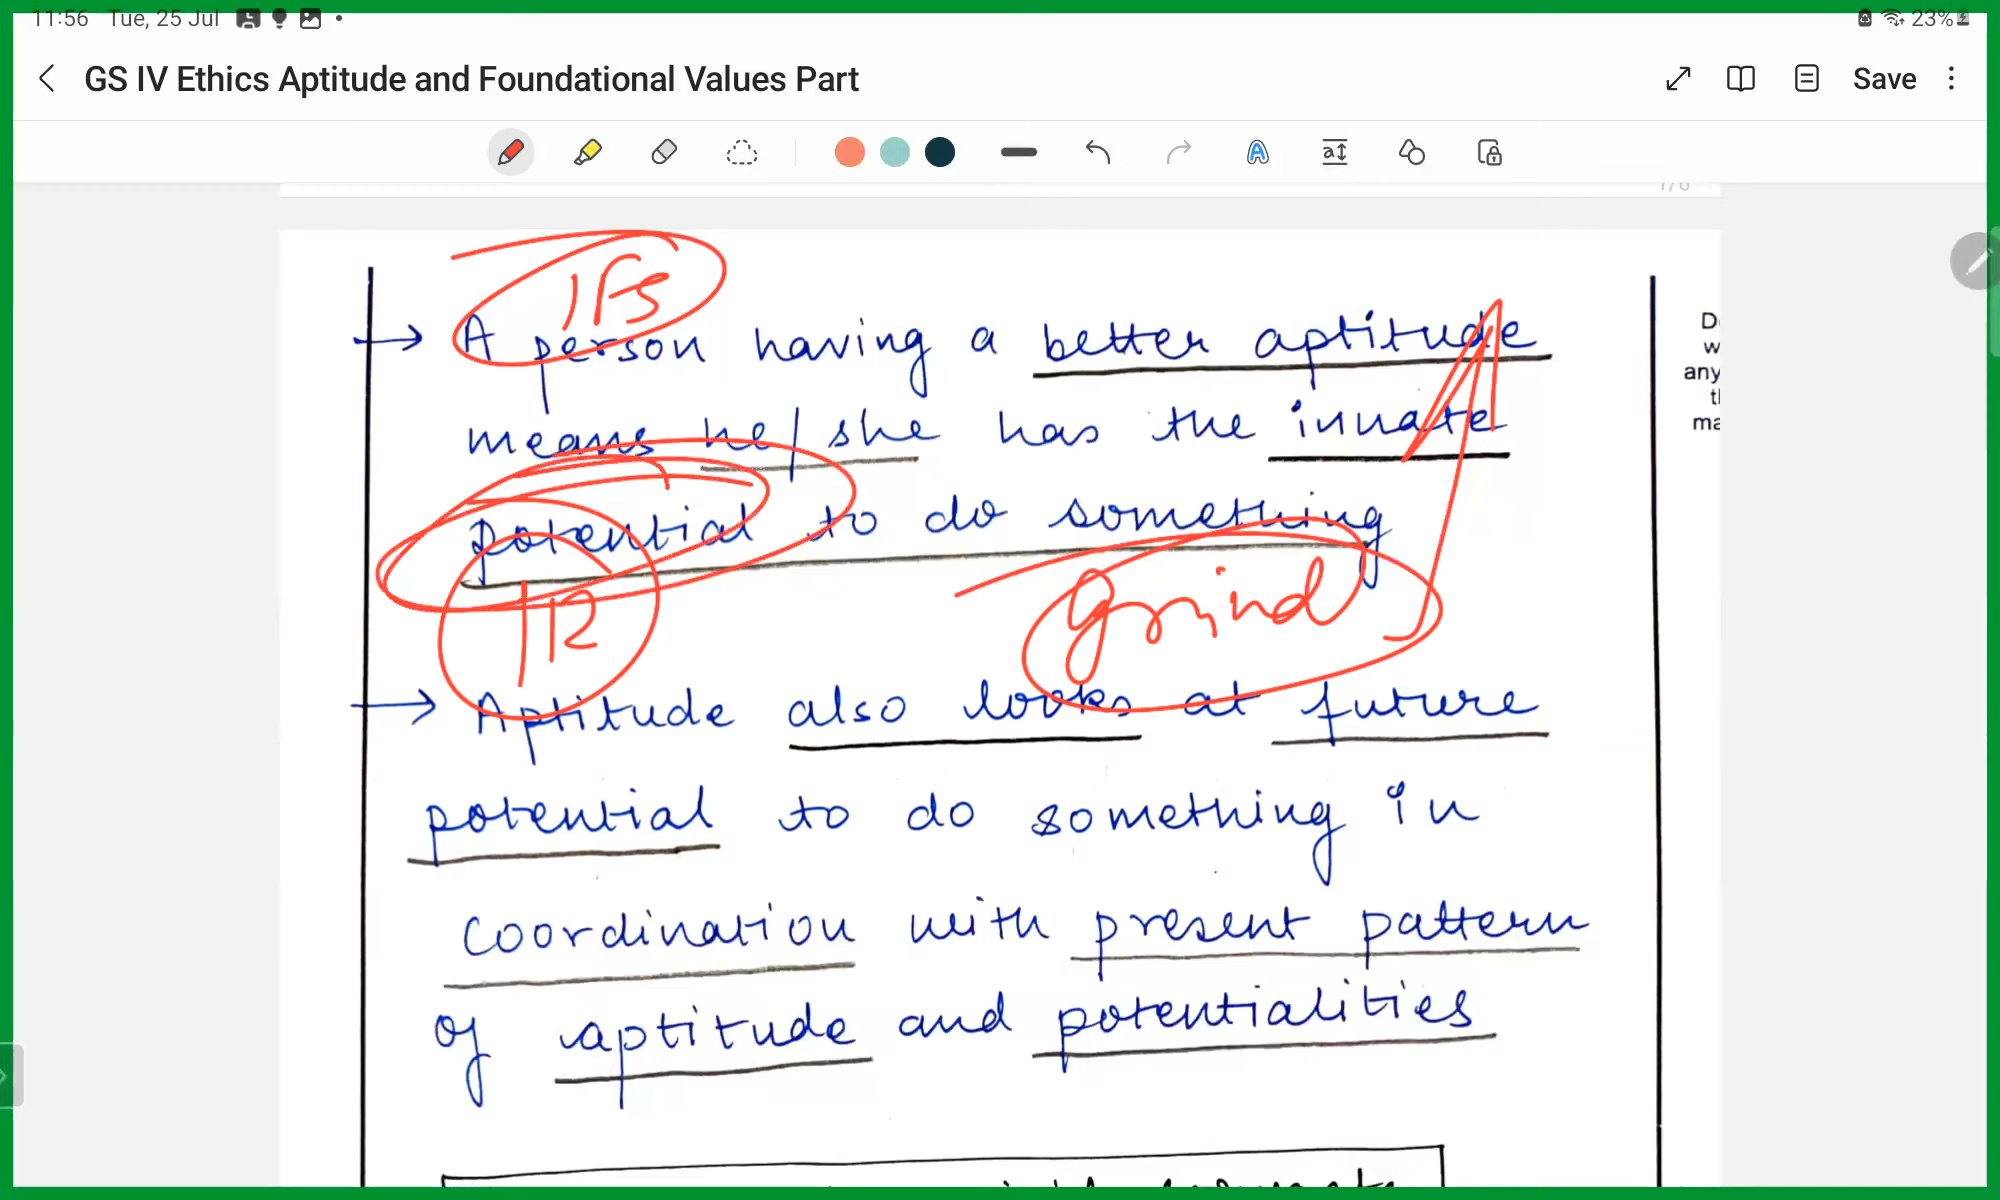 11:56 Tue, 25 Jul
23%
GS IV Ethics Aptitude and Foundational Values Part
Save
IFS
→ A person having a better aptitude
means he/she has the innate
potential to do something
grind
→ Aptitude also looks at future
potential to do something in
coordination with present pattern
of aptitude and potentialities
any